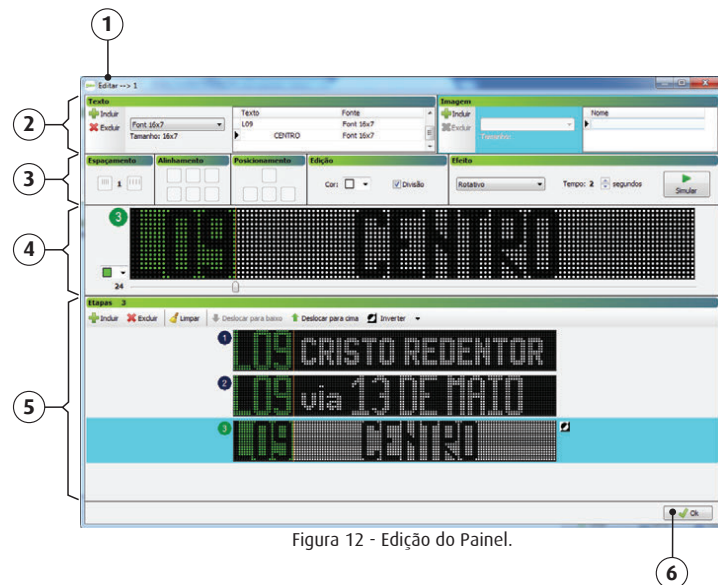 1
Editar --> 1
2
Texto
Imagem
Incluir
Excluir
Font 16x7
Tamanho: 16x7
Texto Fonte
L09 Font 16x7
CENTRO Font 16x7
Incluir
Excluir
Tamanho:
Nome
3
Espaçamento Alinhamento Posicionamento Edição Efeito
1
Cor:
Divisão
Rotativo
Tempo: 2 segundos
Simular
4
3
L09 CENTRO
24
5
Etapas 3
Incluir Excluir Limpar Deslocar para baixo Deslocar para cima Inverter
1 L09 CRISTO REDENTOR
2 L09 via 13 DE MAIO
3 L09 CENTRO
Ok
Figura 12 - Edição do Painel.
6